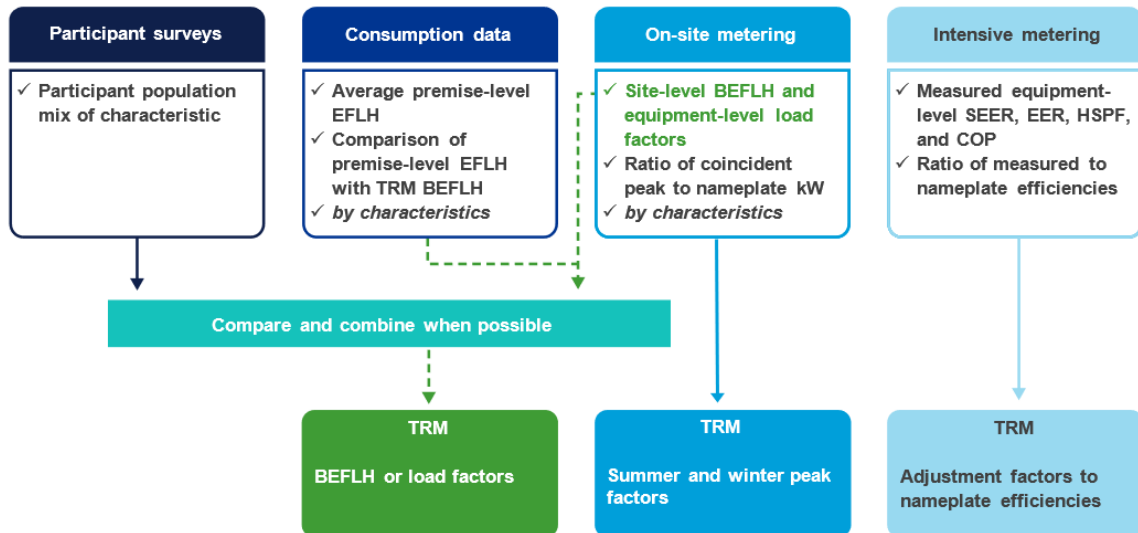 Participant surveys
✓ Participant population
mix of characteristic
Consumption data
✓ Average premise-level
EFLH
✓ Comparison of
premise-level EFLH
with TRM BEFLH
✓ by characteristics
On-site metering
✓ Site-level BEFLH and
equipment-level load
factors
✓ Ratio of coincident
peak to nameplate kW
✓ by characteristics
Intensive metering
✓ Measured equipment-
level SEER, EER, HSPF,
and COP
✓ Ratio of measured to
nameplate efficiencies
Compare and combine when possible
TRM
BEFLH or load factors
TRM
Summer and winter peak
factors
TRM
Adjustment factors to
nameplate efficiencies